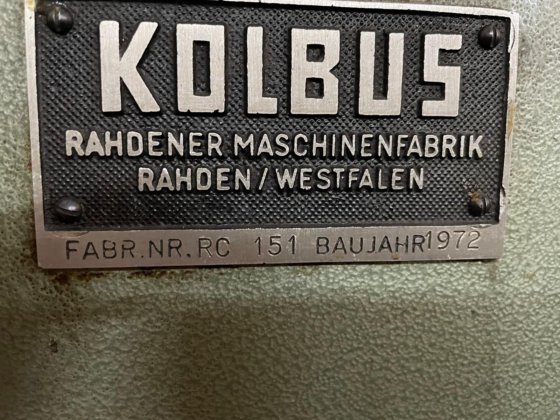 KOLBUS
RAHDENER MASCHINENFABRIK
RAHDEN/WESTFALEN
FABR.NR.RC 151 BAUJAHR 1972